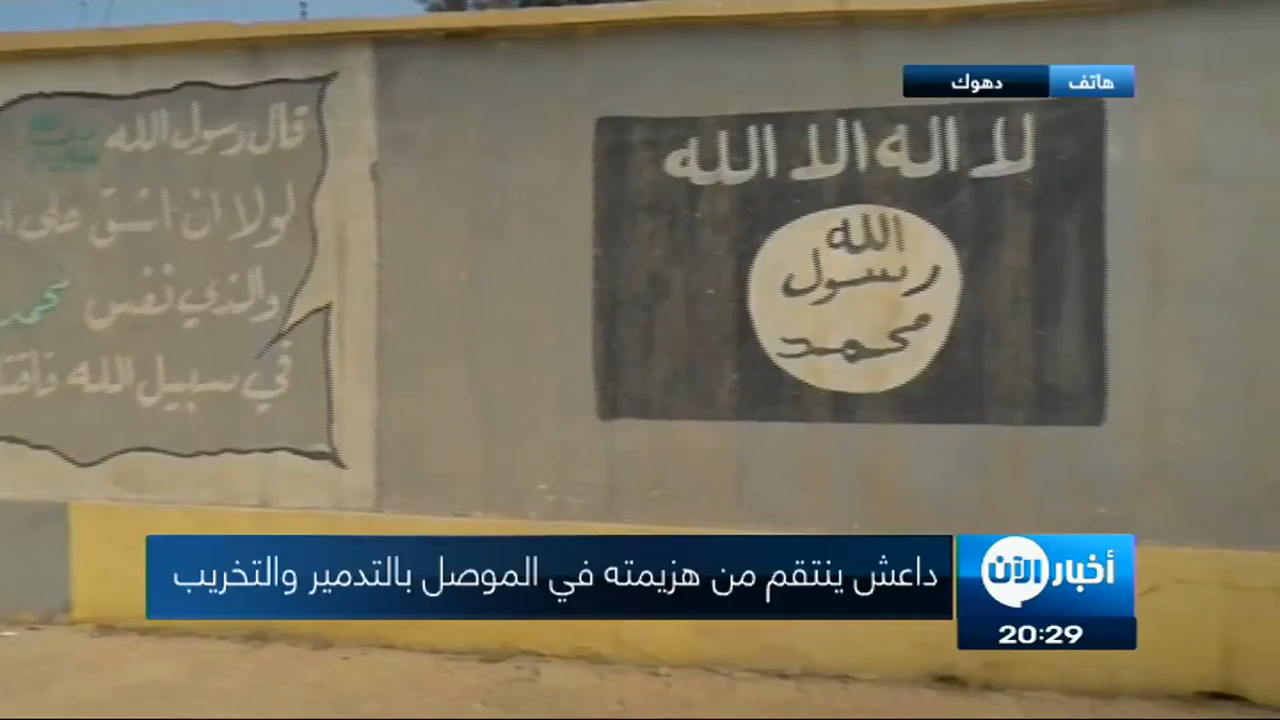 هاتف
دهوك
قال رسول الله
لولا ان اشق على
والذي نفس محمد
في سبيل الله
لا اله الا الله
الله
رسول
محمد
داعش ينتقم من هزيمته في الموصل بالتدمير والتخريب
أخبار الآن
20:29